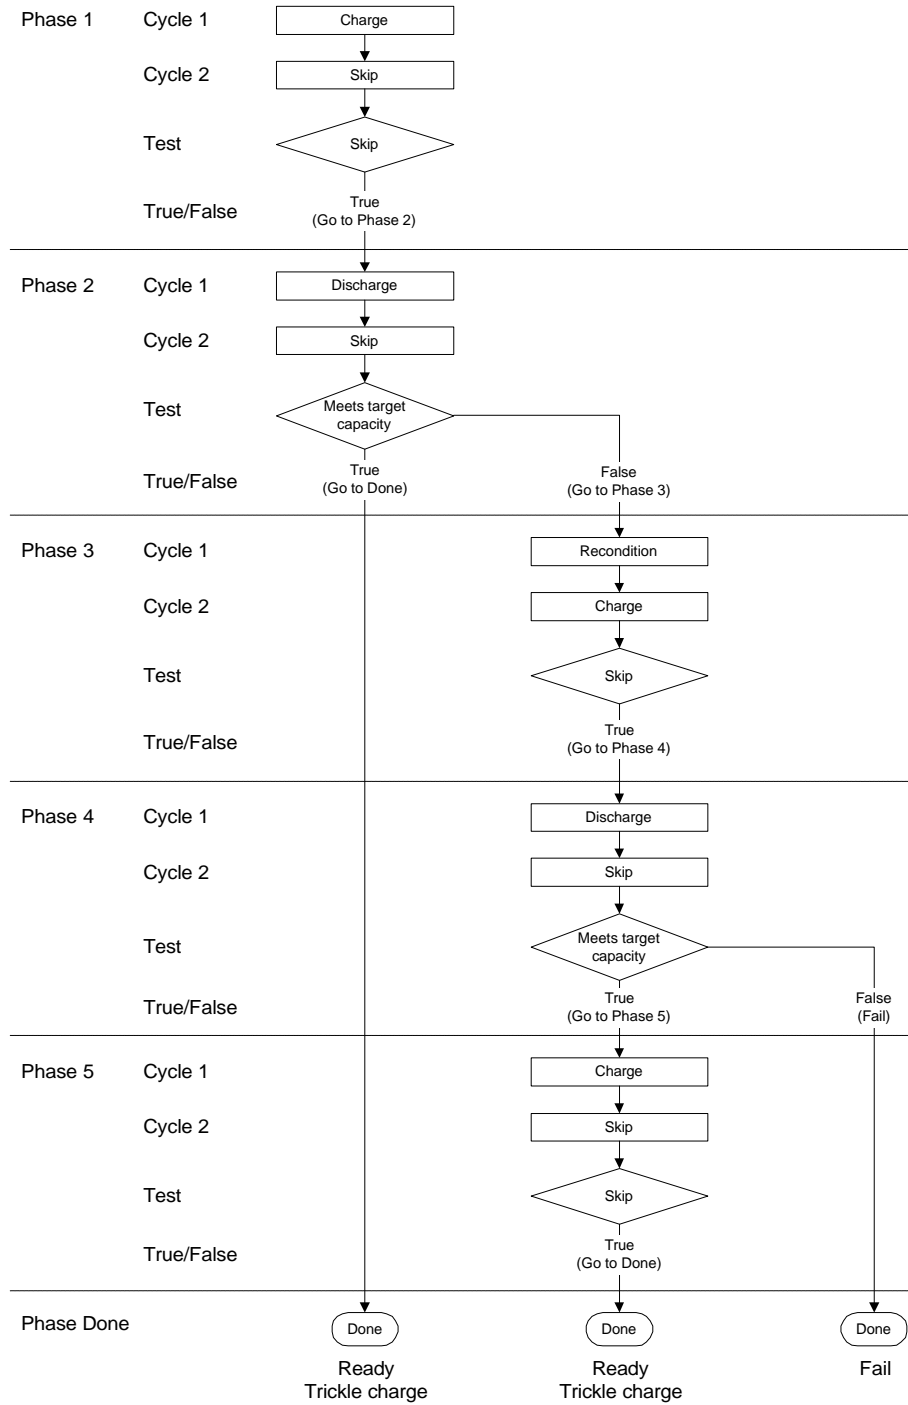 Phase 1 Cycle 1 Charge
Cycle 2 Skip
Test Skip
True/False True
(Go to Phase 2)
Phase 2 Cycle 1 Discharge
Cycle 2 Skip
Test Meets target
capacity
True/False True False
(Go to Done) (Go to Phase 3)
Phase 3 Cycle 1 Recondition
Cycle 2 Charge
Test Skip
True/False True
(Go to Phase 4)
Phase 4 Cycle 1 Discharge
Cycle 2 Skip
Test Meets target
capacity
True/False True False
(Go to Phase 5) (Fail)
Phase 5 Cycle 1 Charge
Cycle 2 Skip
Test Skip
True/False True
(Go to Done)
Phase Done Done Done Done
Ready Ready Fail
Trickle charge Trickle charge